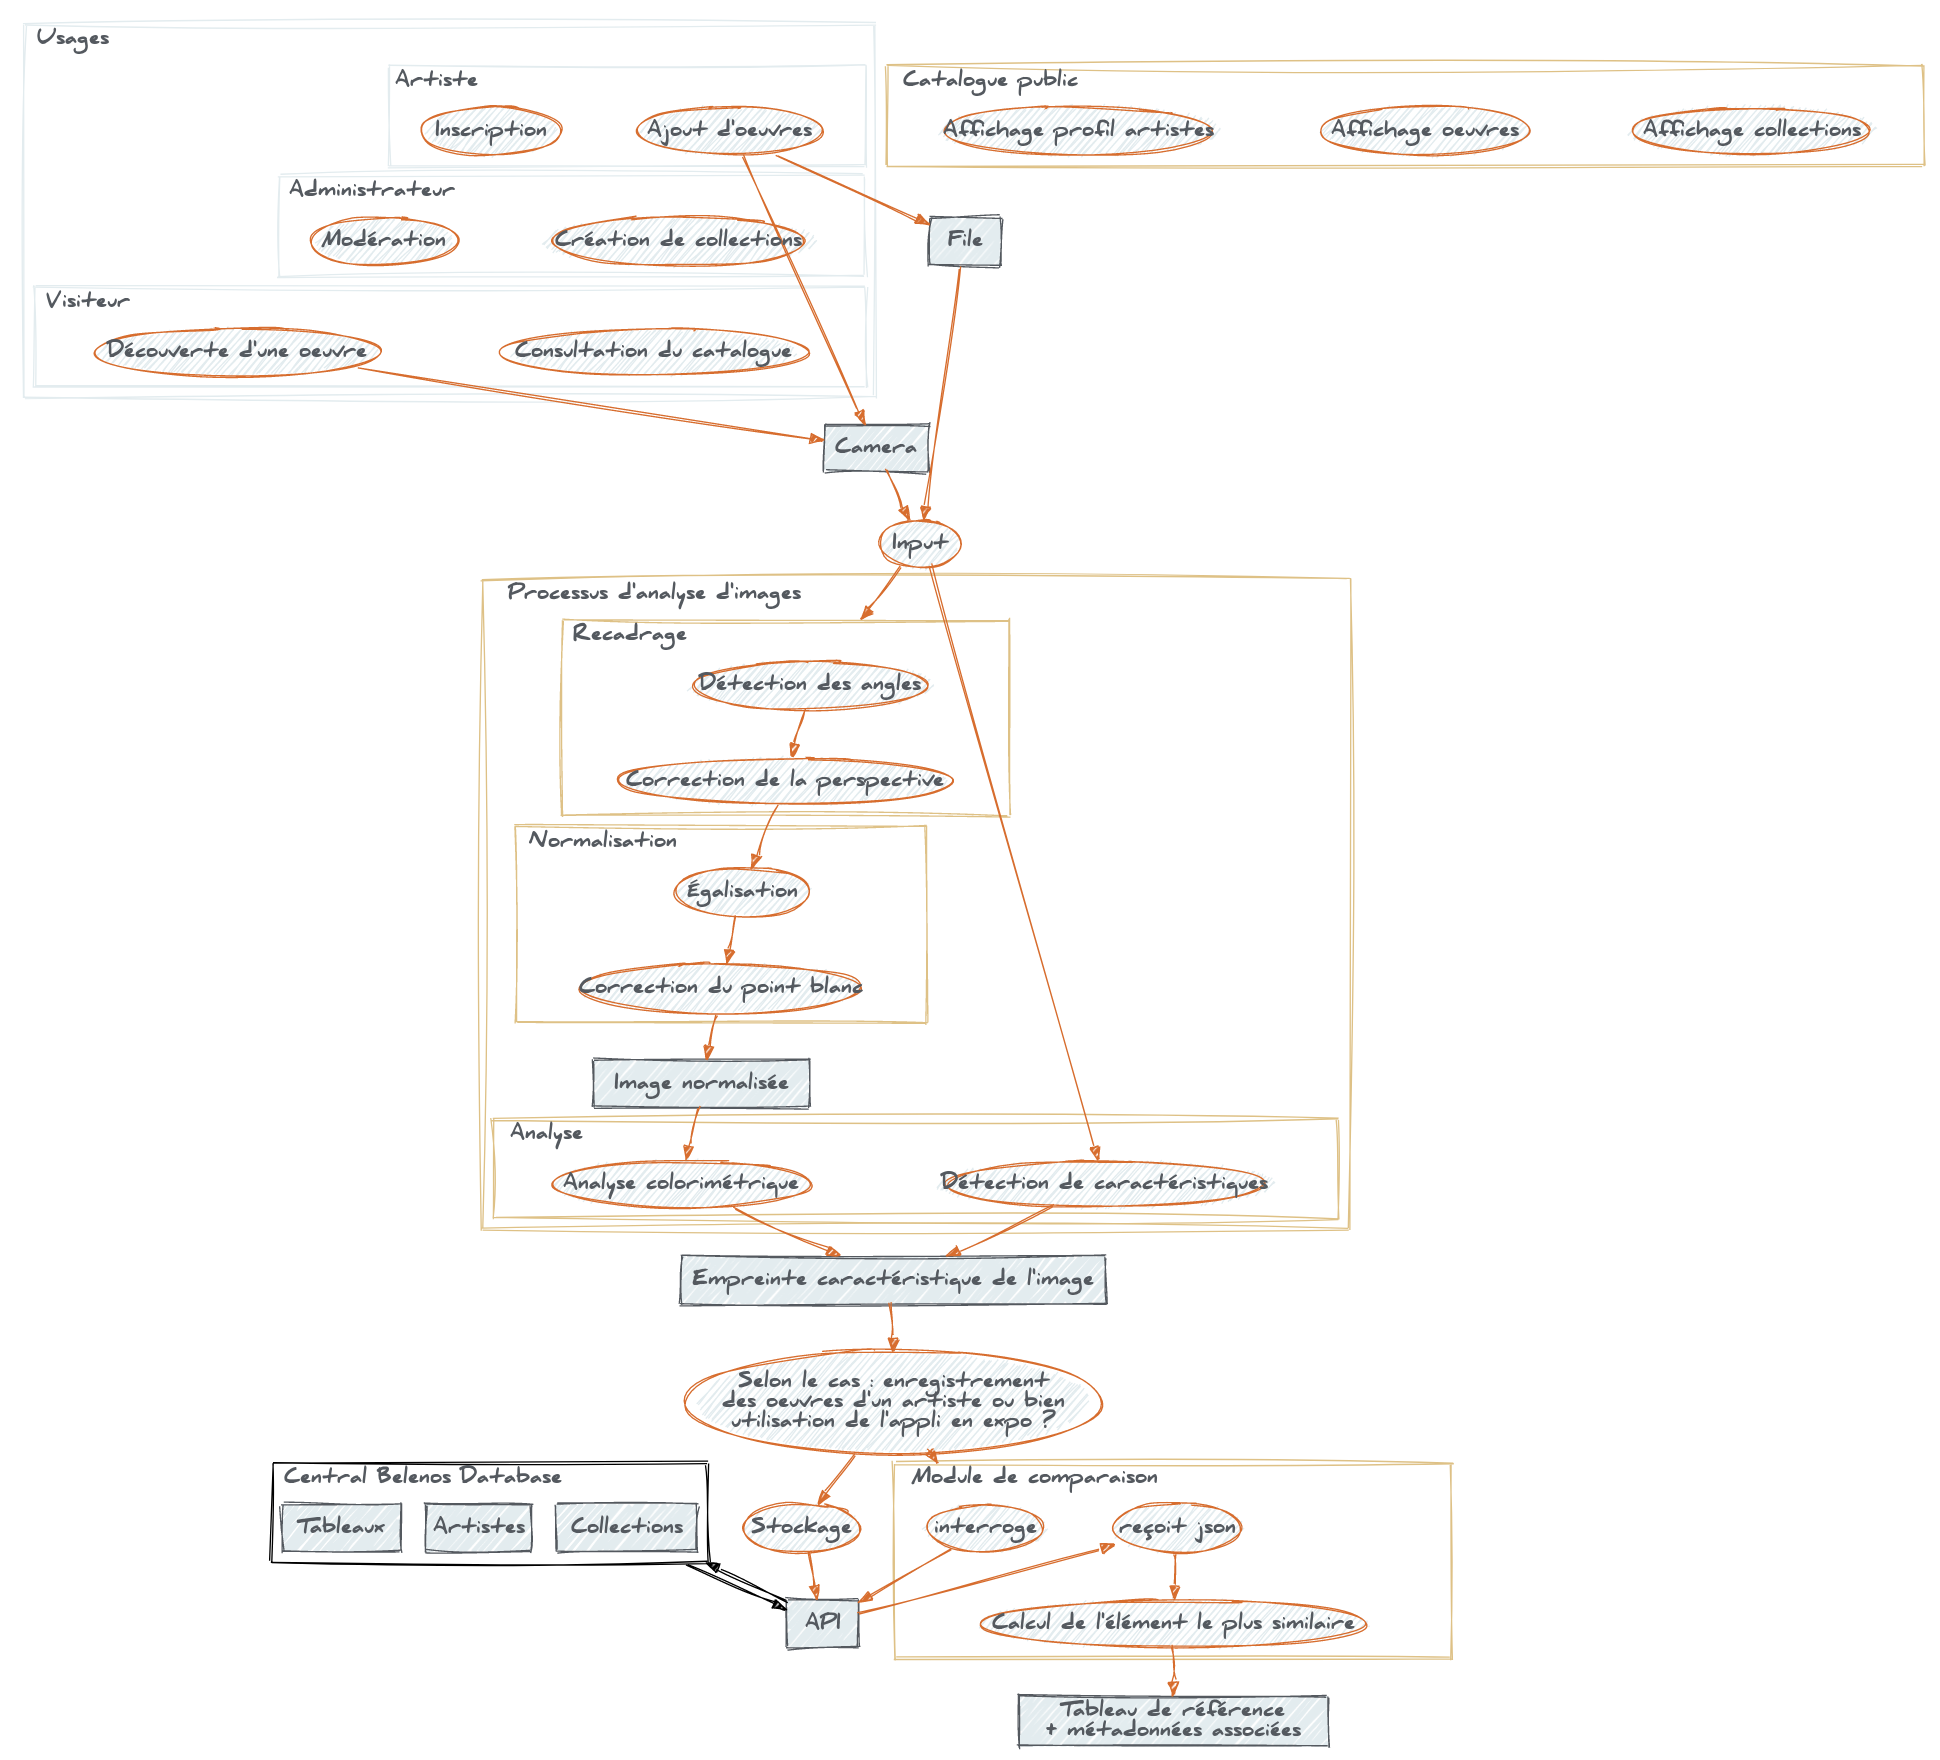 Usages
Artiste
Inscription
Ajout d'oeuvres
Catalogue public
Affichage profil artistes
Affichage oeuvres
Affichage collections
Administrateur
Modération
Création de collections
File
Visiteur
Découverte d'une oeuvre
Consultation du catalogue
Camera
Input
Processus d'analyse d'images
Recadrage
Détection des angles
Correction de la perspective
Normalisation
Égalisation
Correction du point blanc
Image normalisée
Analyse
Analyse colorimétrique
Détection de caractéristiques
Empreinte caractéristique de l'image
Selon le cas : enregistrement
des oeuvres d'un artiste ou bien
utilisation de l'appli en expo ?
Central Belenos Database
Tableaux
Artistes
Collections
Stockage
Module de comparaison
interroge
reçoit json
API
Calcul de l'élément le plus similaire
Tableau de référence
+ métadonnées associées